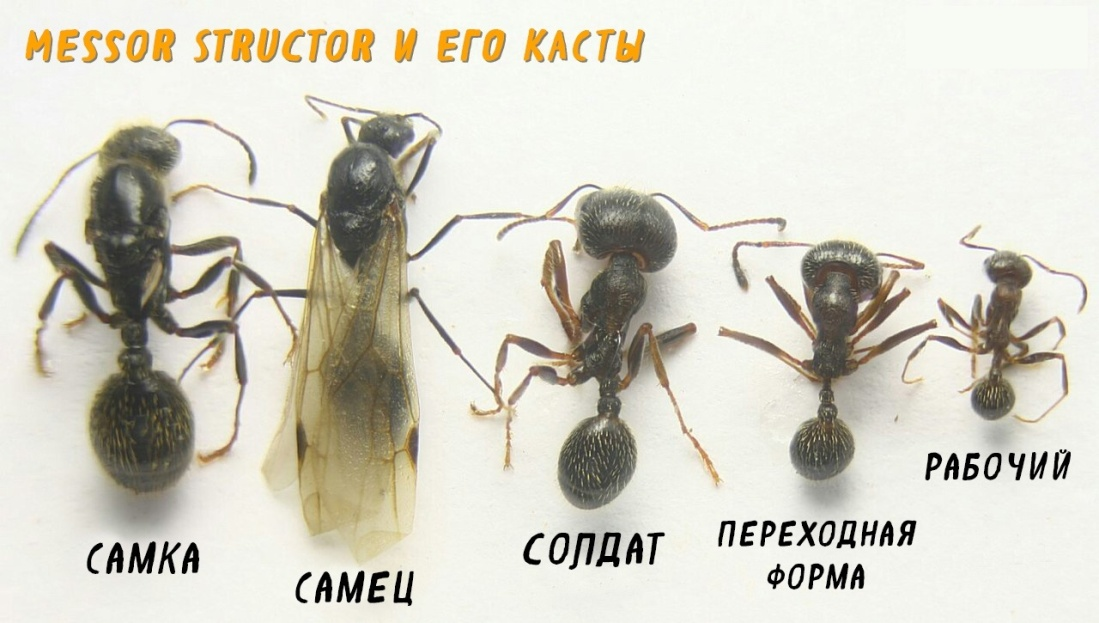 MESSOR STRUCTOR И ЕГО КАСТЫ
САМКА
САМЕЦ
СОЛДАТ
ПЕРЕХОДНАЯ
ФОРМА
РАБОЧИЙ